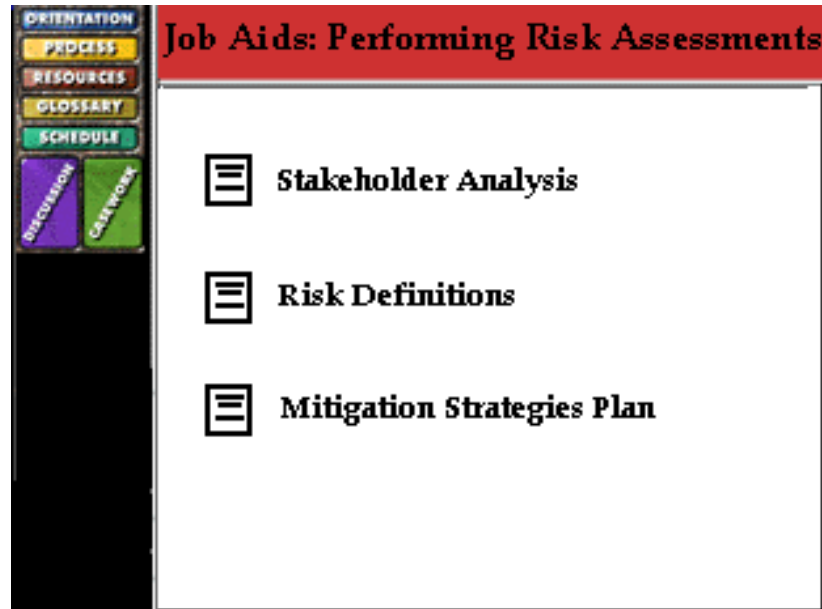 ORIENTATION
PROCESS
RESOURCES
GLOSSARY
SCHEDULE
DISCUSSION
CASEWORK
Job Aids: Performing Risk Assessments
Stakeholder Analysis
Risk Definitions
Mitigation Strategies Plan